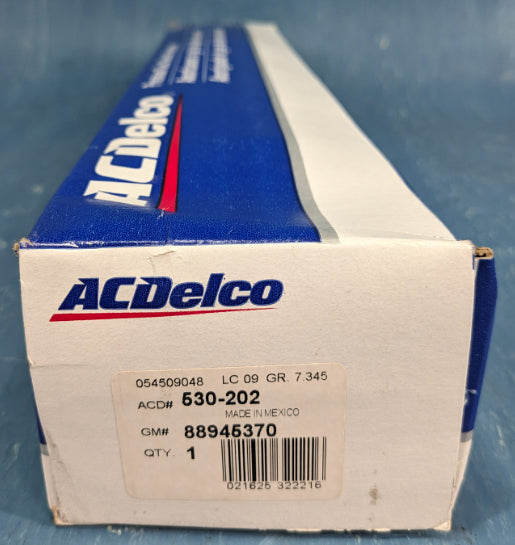 ACDelco
ACDelco
054509048 LC 09 GR. 7.345
ACD# 530-202
MADE IN MEXICO
GM# 88945370
QTY. 1
021625 322216